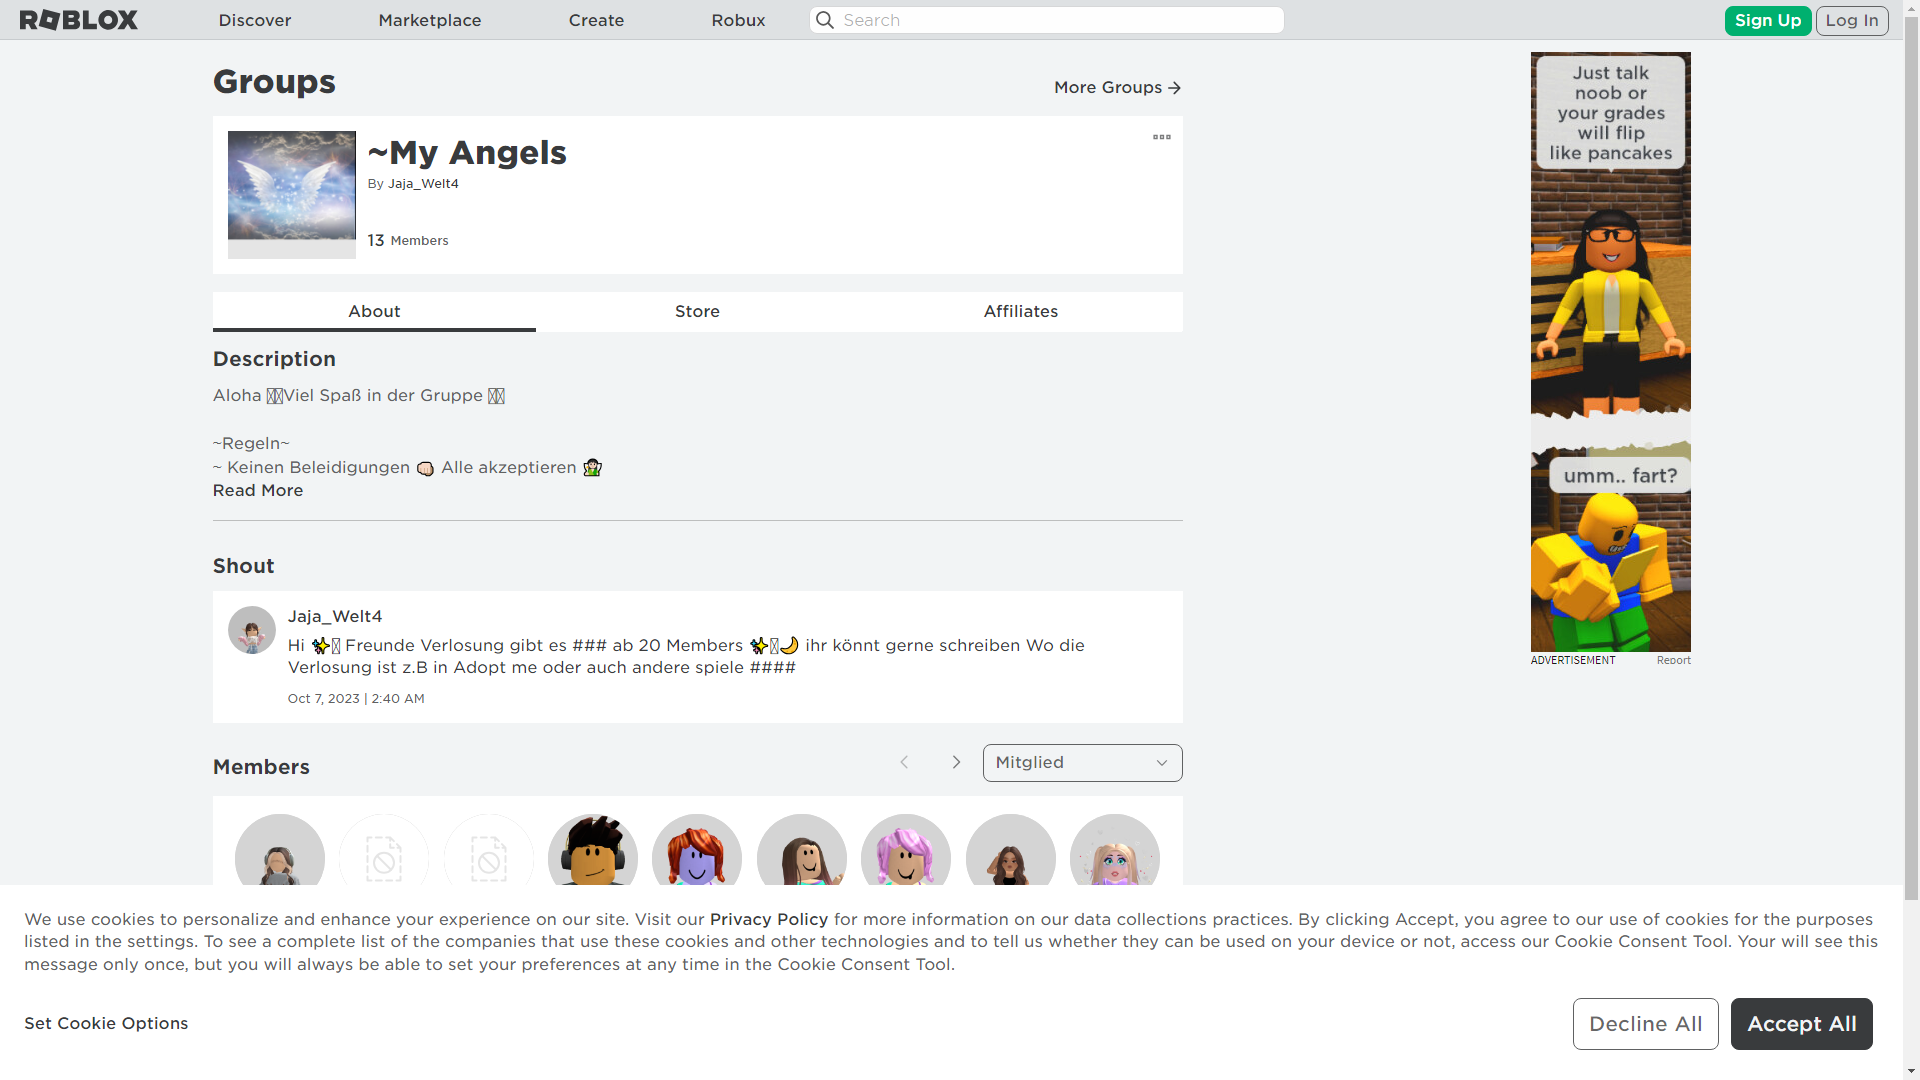 ROBLOX Discover Marketplace Create Robux Search Sign Up Log In
Groups
More Groups
~My Angels
By Jaja_Welt4
13 Members
About Store Affiliates
Description
Aloha Viel Spaß in der Gruppe
~Regeln~
~ Keinen Beleidigungen 👊🏻 Alle akzeptieren 🧚🏻
Read More
Shout
Jaja_Welt4
Hi ✨ Freunde Verlosung gibt es ### ab 20 Members ✨🌙 ihr könnt gerne schreiben Wo die
Verlosung ist z.B in Adopt me oder auch andere spiele ####
Oct 7, 2023 | 2:40 AM
Members
Mitglied
Just talk
noob or
your grades
will flip
like pancakes
umm.. fart?
ADVERTISEMENT Report
We use cookies to personalize and enhance your experience on our site. Visit our Privacy Policy for more information on our data collections practices. By clicking Accept, you agree to our use of cookies for the purposes
listed in the settings. To see a complete list of the companies that use these cookies and other technologies and to tell us whether they can be used on your device or not, access our Cookie Consent Tool. Your will see this
message only once, but you will always be able to set your preferences at any time in the Cookie Consent Tool.
Set Cookie Options
Decline All
Accept All